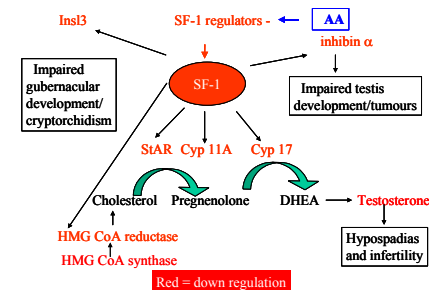 Insl3
SF-1 regulators -
AA
inhibin α
Impaired
gubernacular
development/
cryptorchidism
SF-1
Impaired testis
development/tumours
StAR Cyp 11A Cyp 17
Cholesterol Pregnenolone DHEA Testosterone
HMG CoA reductase
HMG CoA synthase
Hypospadias
and infertility
Red = down regulation